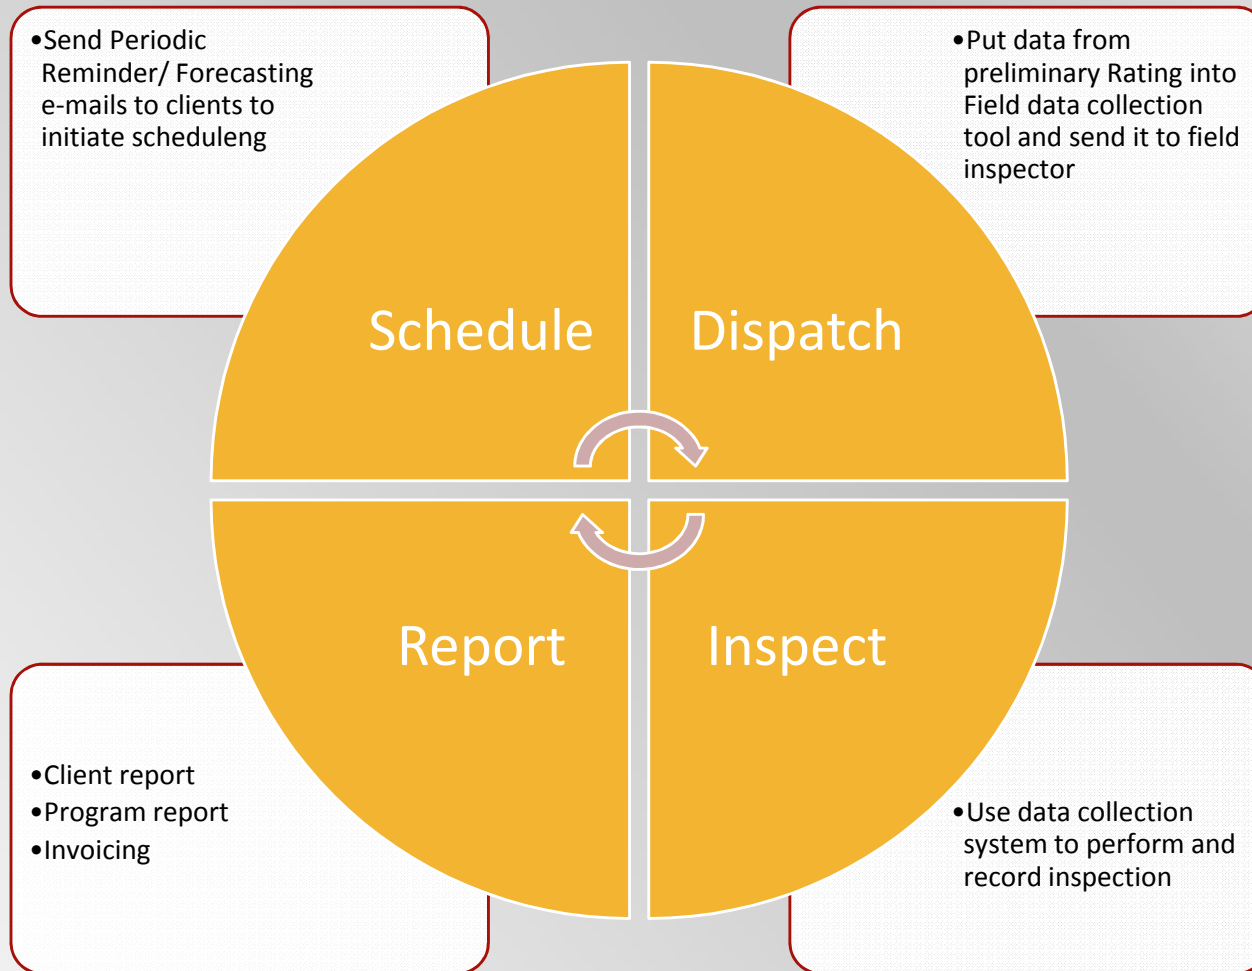 •Send Periodic
Reminder/ Forecasting
e-mails to clients to
initiate scheduleng
•Put data from
preliminary Rating into
Field data collection
tool and send it to field
inspector
Schedule
Dispatch
Report
Inspect
•Client report
•Program report
•Invoicing
•Use data collection
system to perform and
record inspection